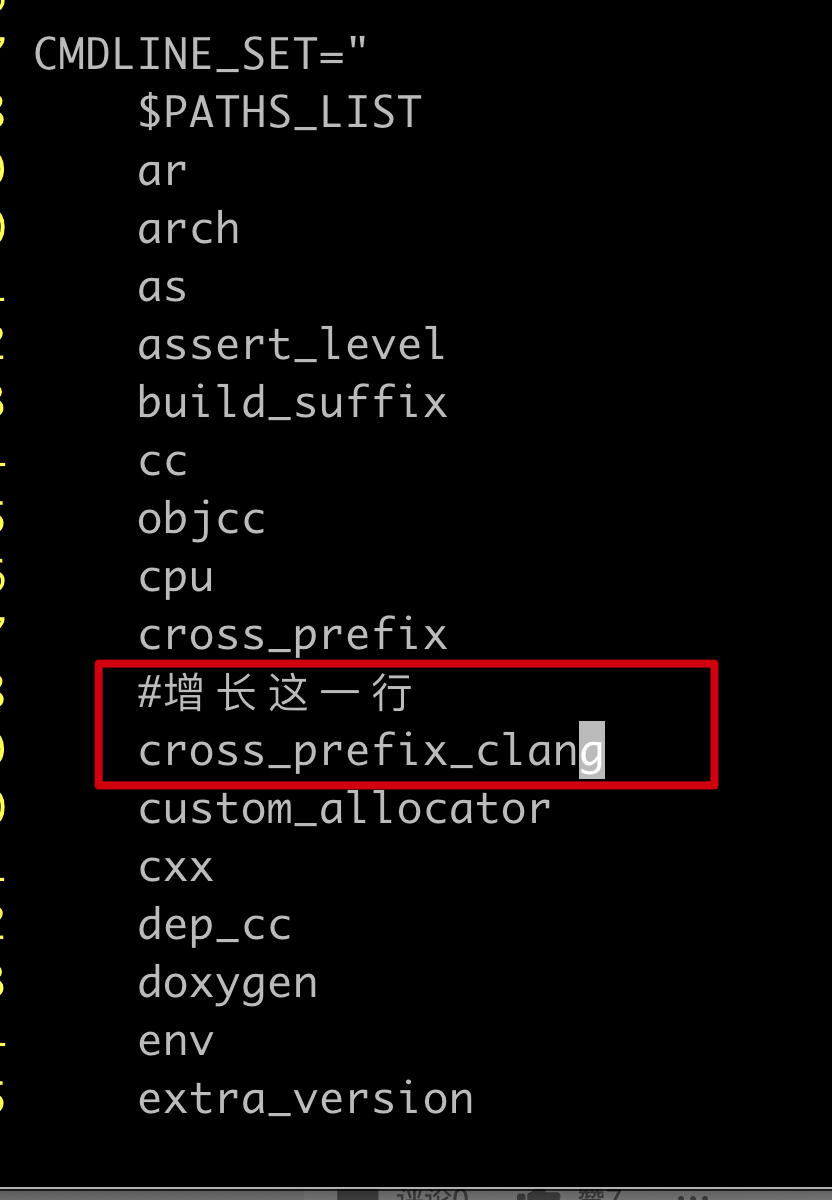 CMDLINE_SET="
$PATHS_LIST
ar
arch
as
assert_level
build_suffix
cc
objcc
cpu
cross_prefix
#增长这一行
cross_prefix_clang
custom_allocator
cxx
dep_cc
doxygen
env
extra_version